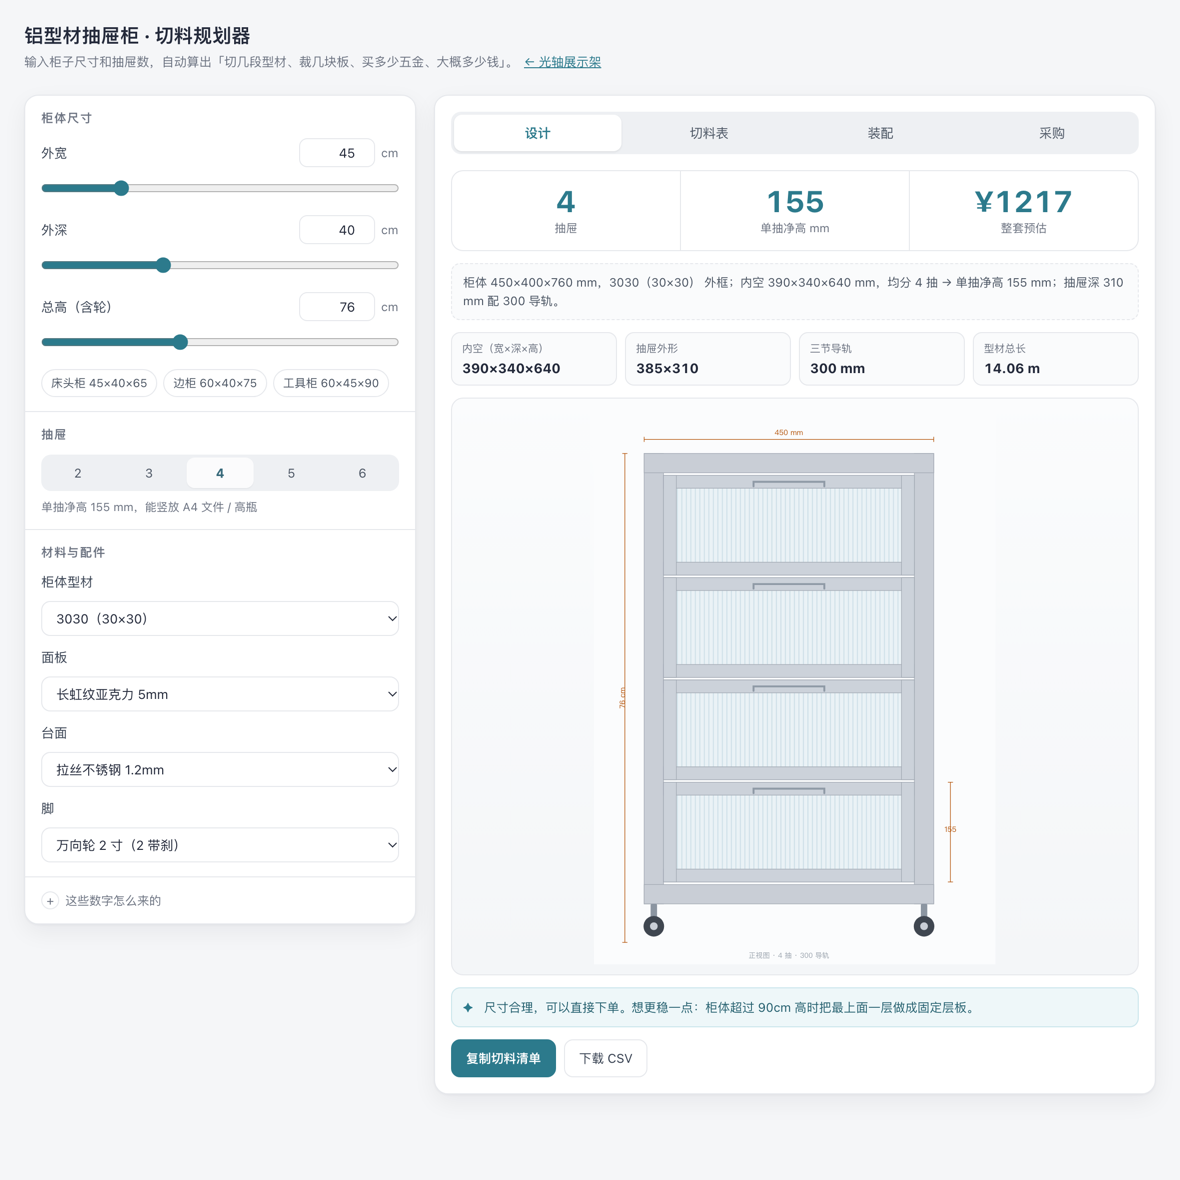 铝型材抽屉柜 · 切料规划器
输入柜子尺寸和抽屉数，自动算出「切几段型材、裁几块板、买多少五金、大概多少钱」。 ← 光轴展示架
柜体尺寸
外宽
45 cm
外深
40 cm
总高（含轮）
76 cm
床头柜 45×40×65
边柜 60×40×75
工具柜 60×45×90
抽屉
2 3 4 5 6
单抽净高 155 mm，能竖放 A4 文件 / 高瓶
材料与配件
柜体型材
3030（30×30）
面板
长虹纹亚克力 5mm
台面
拉丝不锈钢 1.2mm
脚
万向轮 2 寸（2 带刹）
+ 这些数字怎么来的
设计 切料表 装配 采购
4
抽屉
155
单抽净高 mm
¥1217
整套预估
柜体 450×400×760 mm，3030（30×30） 外框；内空 390×340×640 mm，均分 4 抽 → 单抽净高 155 mm；抽屉深 310
mm 配 300 导轨。
内空（宽×深×高）
390×340×640
抽屉外形
385×310
三节导轨
300 mm
型材总长
14.06 m
450 mm
76 cm
155
正视图 · 4 抽 · 300 导轨
✦ 尺寸合理，可以直接下单。想更稳一点：柜体超过 90cm 高时把最上面一层做成固定层板。
复制切料清单
下载 CSV